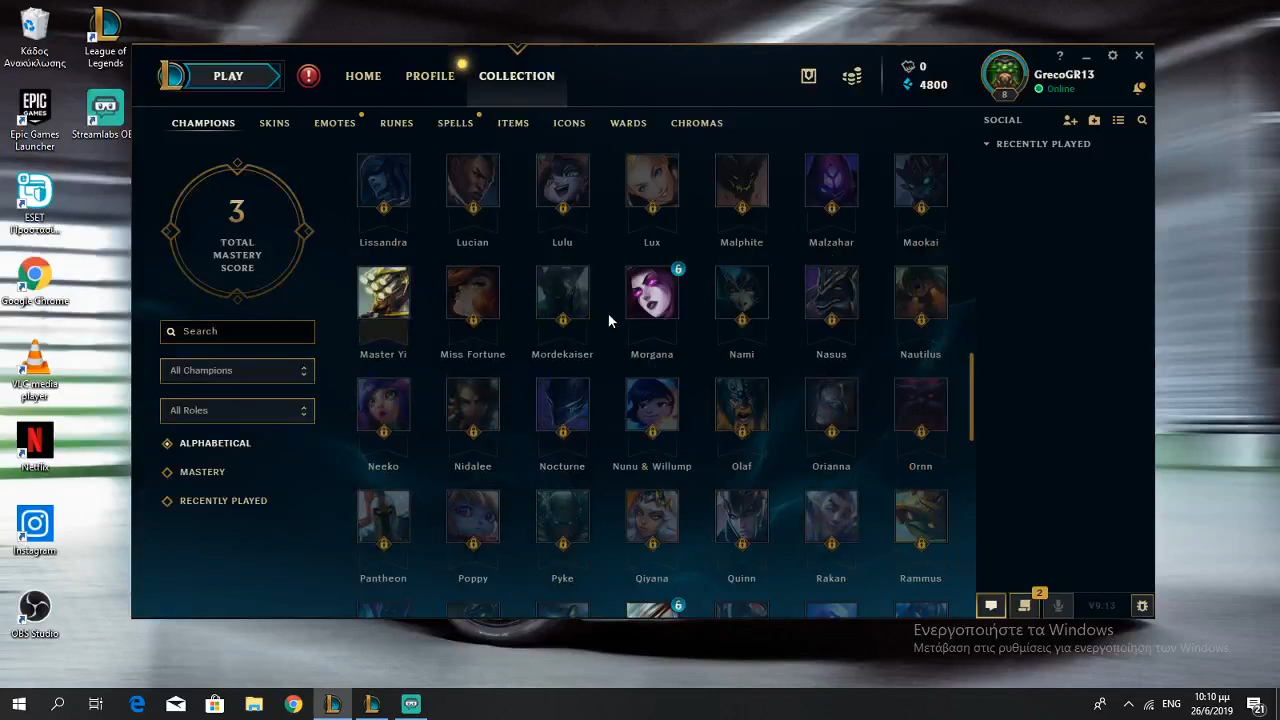 Κάδος
Ανακύκλωσης
League of
Legends
EPIC
GAMES
Epic Games
Launcher
Streamlabs OB
ESET
Προστασί...
Google Chrome
VLC media
player
N
Netflix
Instagram
OBS Studio
PLAY
HOME
PROFILE
COLLECTION
0
4800
?
GrecoGR13
Online
8
CHAMPIONS
SKINS
EMOTES
RUNES
SPELLS
ITEMS
ICONS
WARDS
CHROMAS
SOCIAL
RECENTLY PLAYED
3
TOTAL
MASTERY
SCORE
Search
All Champions
All Roles
ALPHABETICAL
MASTERY
RECENTLY PLAYED
Lissandra
Lucian
Lulu
Lux
Malphite
Malzahar
Maokai
6
Master Yi
Miss Fortune
Mordekaiser
Morgana
Nami
Nasus
Nautilus
Neeko
Nidalee
Nocturne
Nunu & Willump
Olaf
Orianna
Ornn
Pantheon
Poppy
Pyke
Qiyana
Quinn
Rakan
Rammus
6
2
V9.13
Ενεργοποιήστε τα Windows
Μετάβαση στις ρυθμίσεις για ενεργοποίηση των Windows.
ENG
10:10 μμ
26/6/2019
21